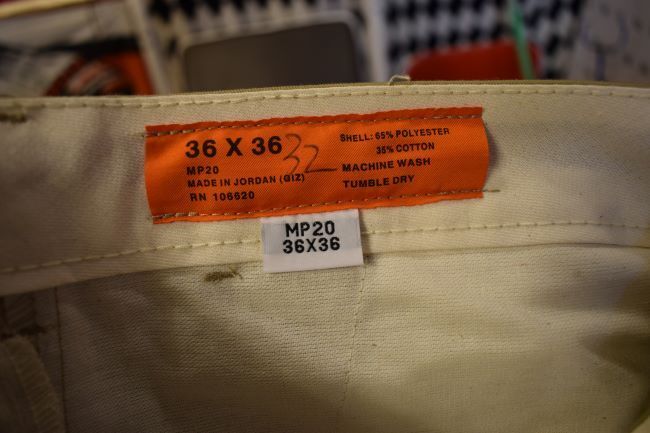 36 X 36 32
MP20
MADE IN JORDAN (GIZ)
RN 106620
SHELL: 65% POLYESTER
35% COTTON
MACHINE WASH
TUMBLE DRY
MP20
36X36